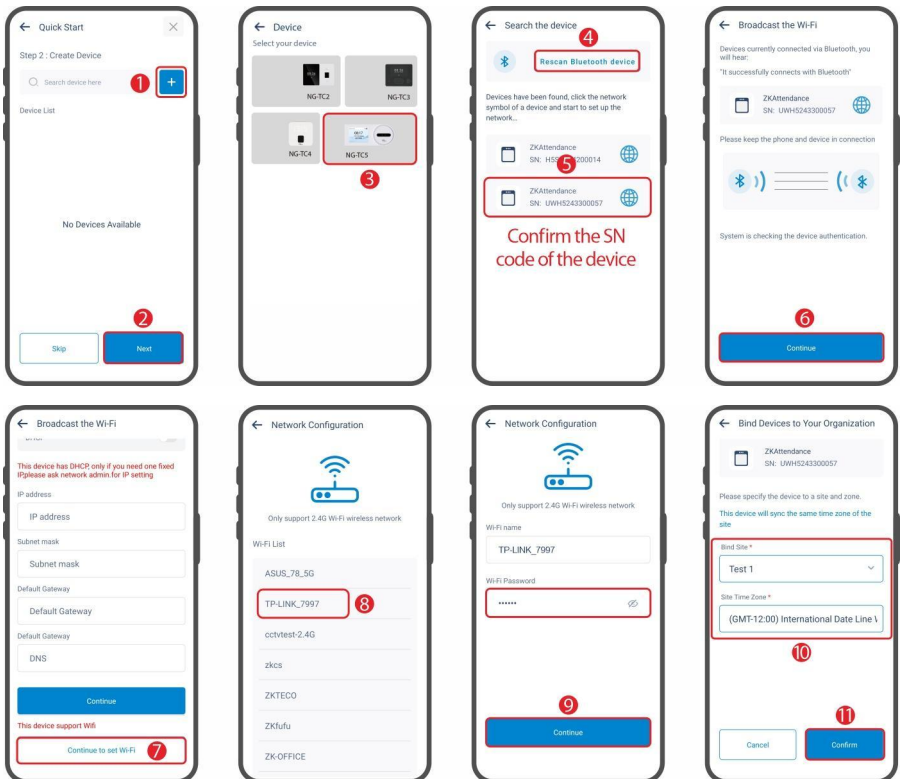 Quick Start
Step 2 : Create Device
Search device here
1
+
Device List
No Devices Available
2
Skip
Next
Device
Select your device
NG-TC2
NG-TC3
NG-TC4
NG-TC5
3
Search the device
4
Rescan Bluetooth device
Devices have been found, click the network
symbol of a device and start to set up the
network...
ZKAttendance
5
ZKAttendance
SN: UWH5243300057
Confirm the SN
code of the device
Broadcast the Wi-Fi
Devices currently connected via Bluetooth, you
will hear:
"It successfully connects with Bluetooth"
ZKAttendance
SN: UWH5243300057
Please keep the phone and device in connection
System is checking the device authentication.
6
Continue
Broadcast the Wi-Fi
This device has DHCP, only if you need one fixed
IP,please ask network admin for IP setting
IP address
IP address
Subnet mask
Subnet mask
Default Gateway
Default Gateway
Default Gateway
DNS
Continue
This device support Wifi
Continue to set Wi-Fi
7
Network Configuration
Only support 2.4G Wi-Fi wireless network
Wi-Fi List
ASUS_78_5G
TP-LINK_7997
8
cctvtest-2.4G
zkcs
ZKTECO
ZKfufu
ZK-OFFICE
Network Configuration
Only support 2.4G Wi-Fi wireless network
Wi-Fi name
TP-LINK_7997
Wi-Fi Password
••••••
9
Continue
Bind Devices to Your Organization
ZKAttendance
SN: UWH5243300057
Please specify the device to a site and zone.
This device will sync the same time zone of the
site
Bind Site *
Test 1
Site Time Zone *
(GMT-12:00) International Date Line
10
11
Cancel
Confirm